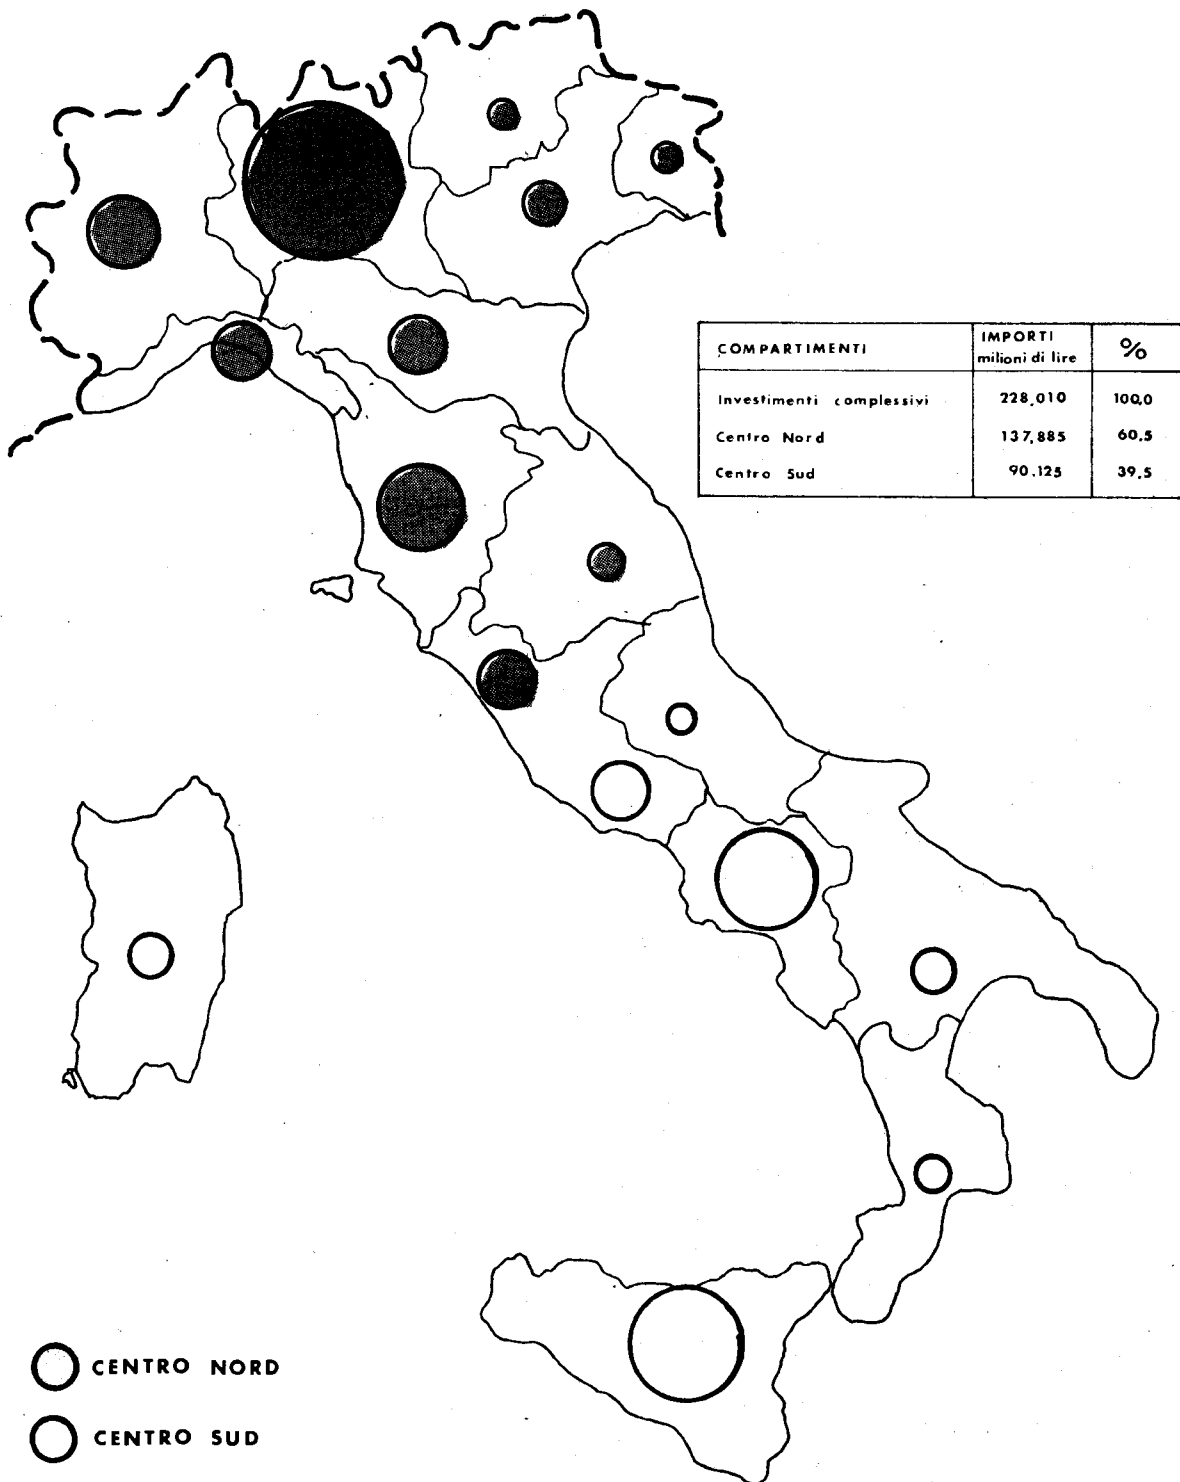 COMPARTIMENTI IMPORTI milioni di lire %
Investimenti complessivi 228,010 100,0
Centro Nord 137,885 60.5
Centro Sud 90.125 39,5
CENTRO NORD
CENTRO SUD